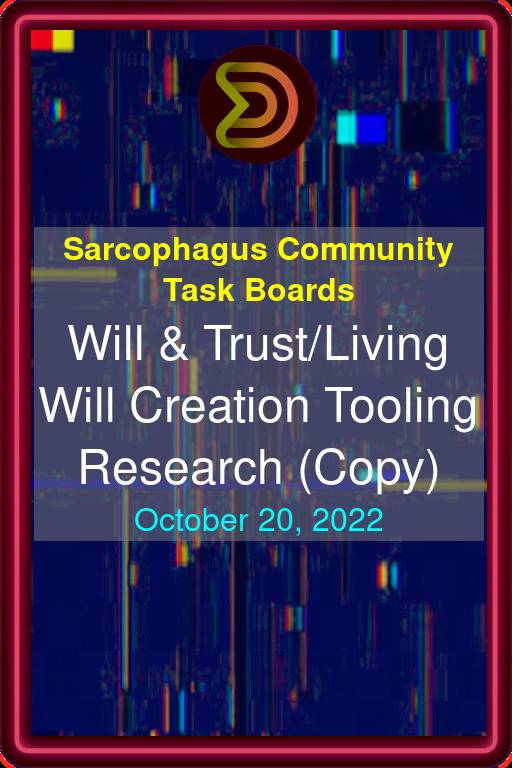 Sarcophagus Community
Task Boards
Will & Trust/Living
Will Creation Tooling
Research (Copy)
October 20, 2022